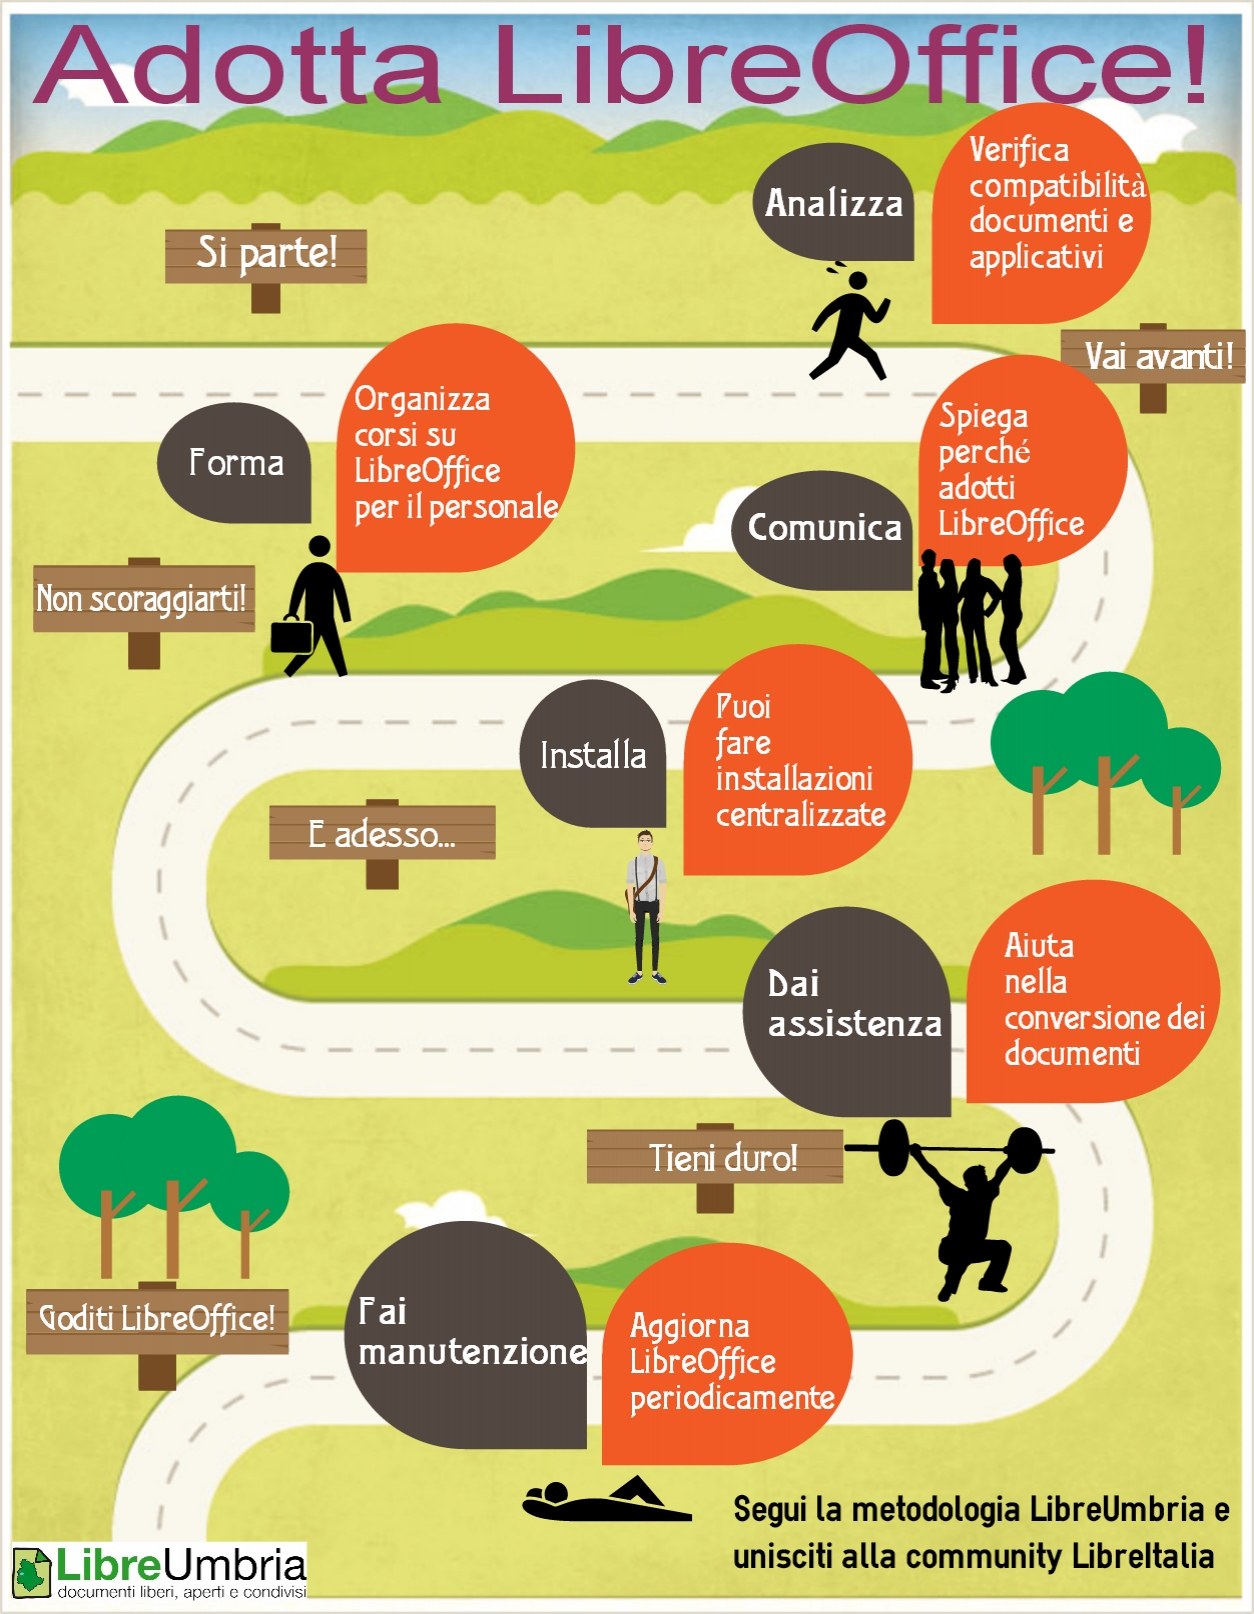 Adotta LibreOffice!
Si parte!
Analizza
Verifica
compatibilità
documenti e
applicativi
Vai avanti!
Comunica
Spiega
perché
adotti
LibreOffice
Forma
Organizza
corsi su
LibreOffice
per il personale
Non scoraggiarti!
Installa
Puoi
fare
installazioni
centralizzate
E adesso...
Dai
assistenza
Aiuta
nella
conversione dei
documenti
Tieni duro!
Fai
manutenzione
Aggiorna
LibreOffice
periodicamente
Goditi LibreOffice!
Segui la metodologia LibreUmbria e
unisciti alla community LibreItalia
LibreUmbria
documenti liberi, aperti e condivisi